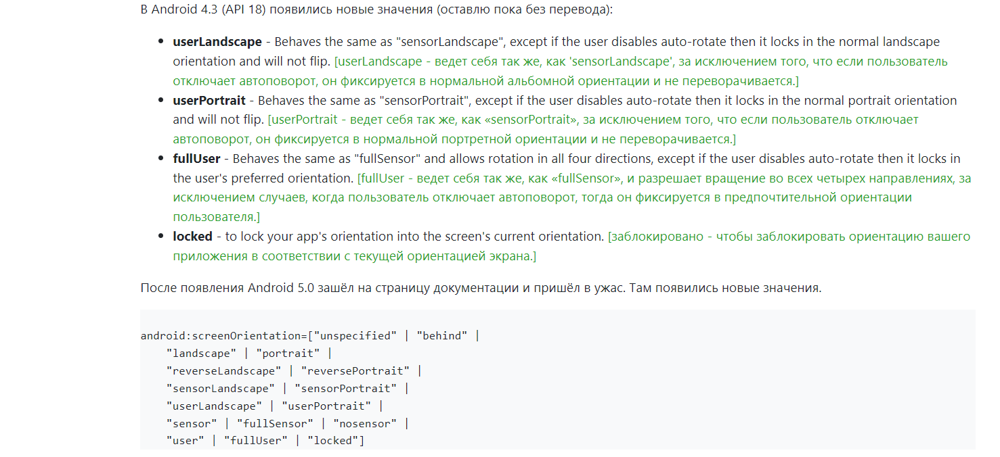 В Android 4.3 (API 18) появились новые значения (оставлю пока без перевода):
• userLandscape - Behaves the same as "sensorLandscape", except if the user disables auto-rotate then it locks in the normal landscape
orientation and will not flip. [userLandscape - ведет себя так же, как 'sensorLandscape', за исключением того, что если пользователь
отключает автоповорот, он фиксируется в нормальной альбомной ориентации и не переворачивается.]
• userPortrait - Behaves the same as "sensorPortrait", except if the user disables auto-rotate then it locks in the normal portrait orientation
and will not flip. [userPortrait - ведет себя так же, как «sensorPortrait», за исключением того, что если пользователь отключает
автоповорот, он фиксируется в нормальной портретной ориентации и не переворачивается.]
• fullUser - Behaves the same as "fullSensor" and allows rotation in all four directions, except if the user disables auto-rotate then it locks in
the user's preferred orientation. [fullUser - ведет себя так же, как «fullSensor», и разрешает вращение во всех четырех направлениях, за
исключением случаев, когда пользователь отключает автоповорот, тогда он фиксируется в предпочтительной ориентации
пользователя.]
• locked - to lock your app's orientation into the screen's current orientation. [заблокировано - чтобы заблокировать ориентацию вашего
приложения в соответствии с текущей ориентацией экрана.]
После появления Android 5.0 зашёл на страницу документации и пришёл в ужас. Там появились новые значения.
android:screenOrientation=["unspecified" | "behind" |
"landscape" | "portrait" |
"reverseLandscape" | "reversePortrait" |
"sensorLandscape" | "sensorPortrait" |
"userLandscape" | "userPortrait" |
"sensor" | "fullSensor" | "nosensor" |
"user" | "fullUser" | "locked"]